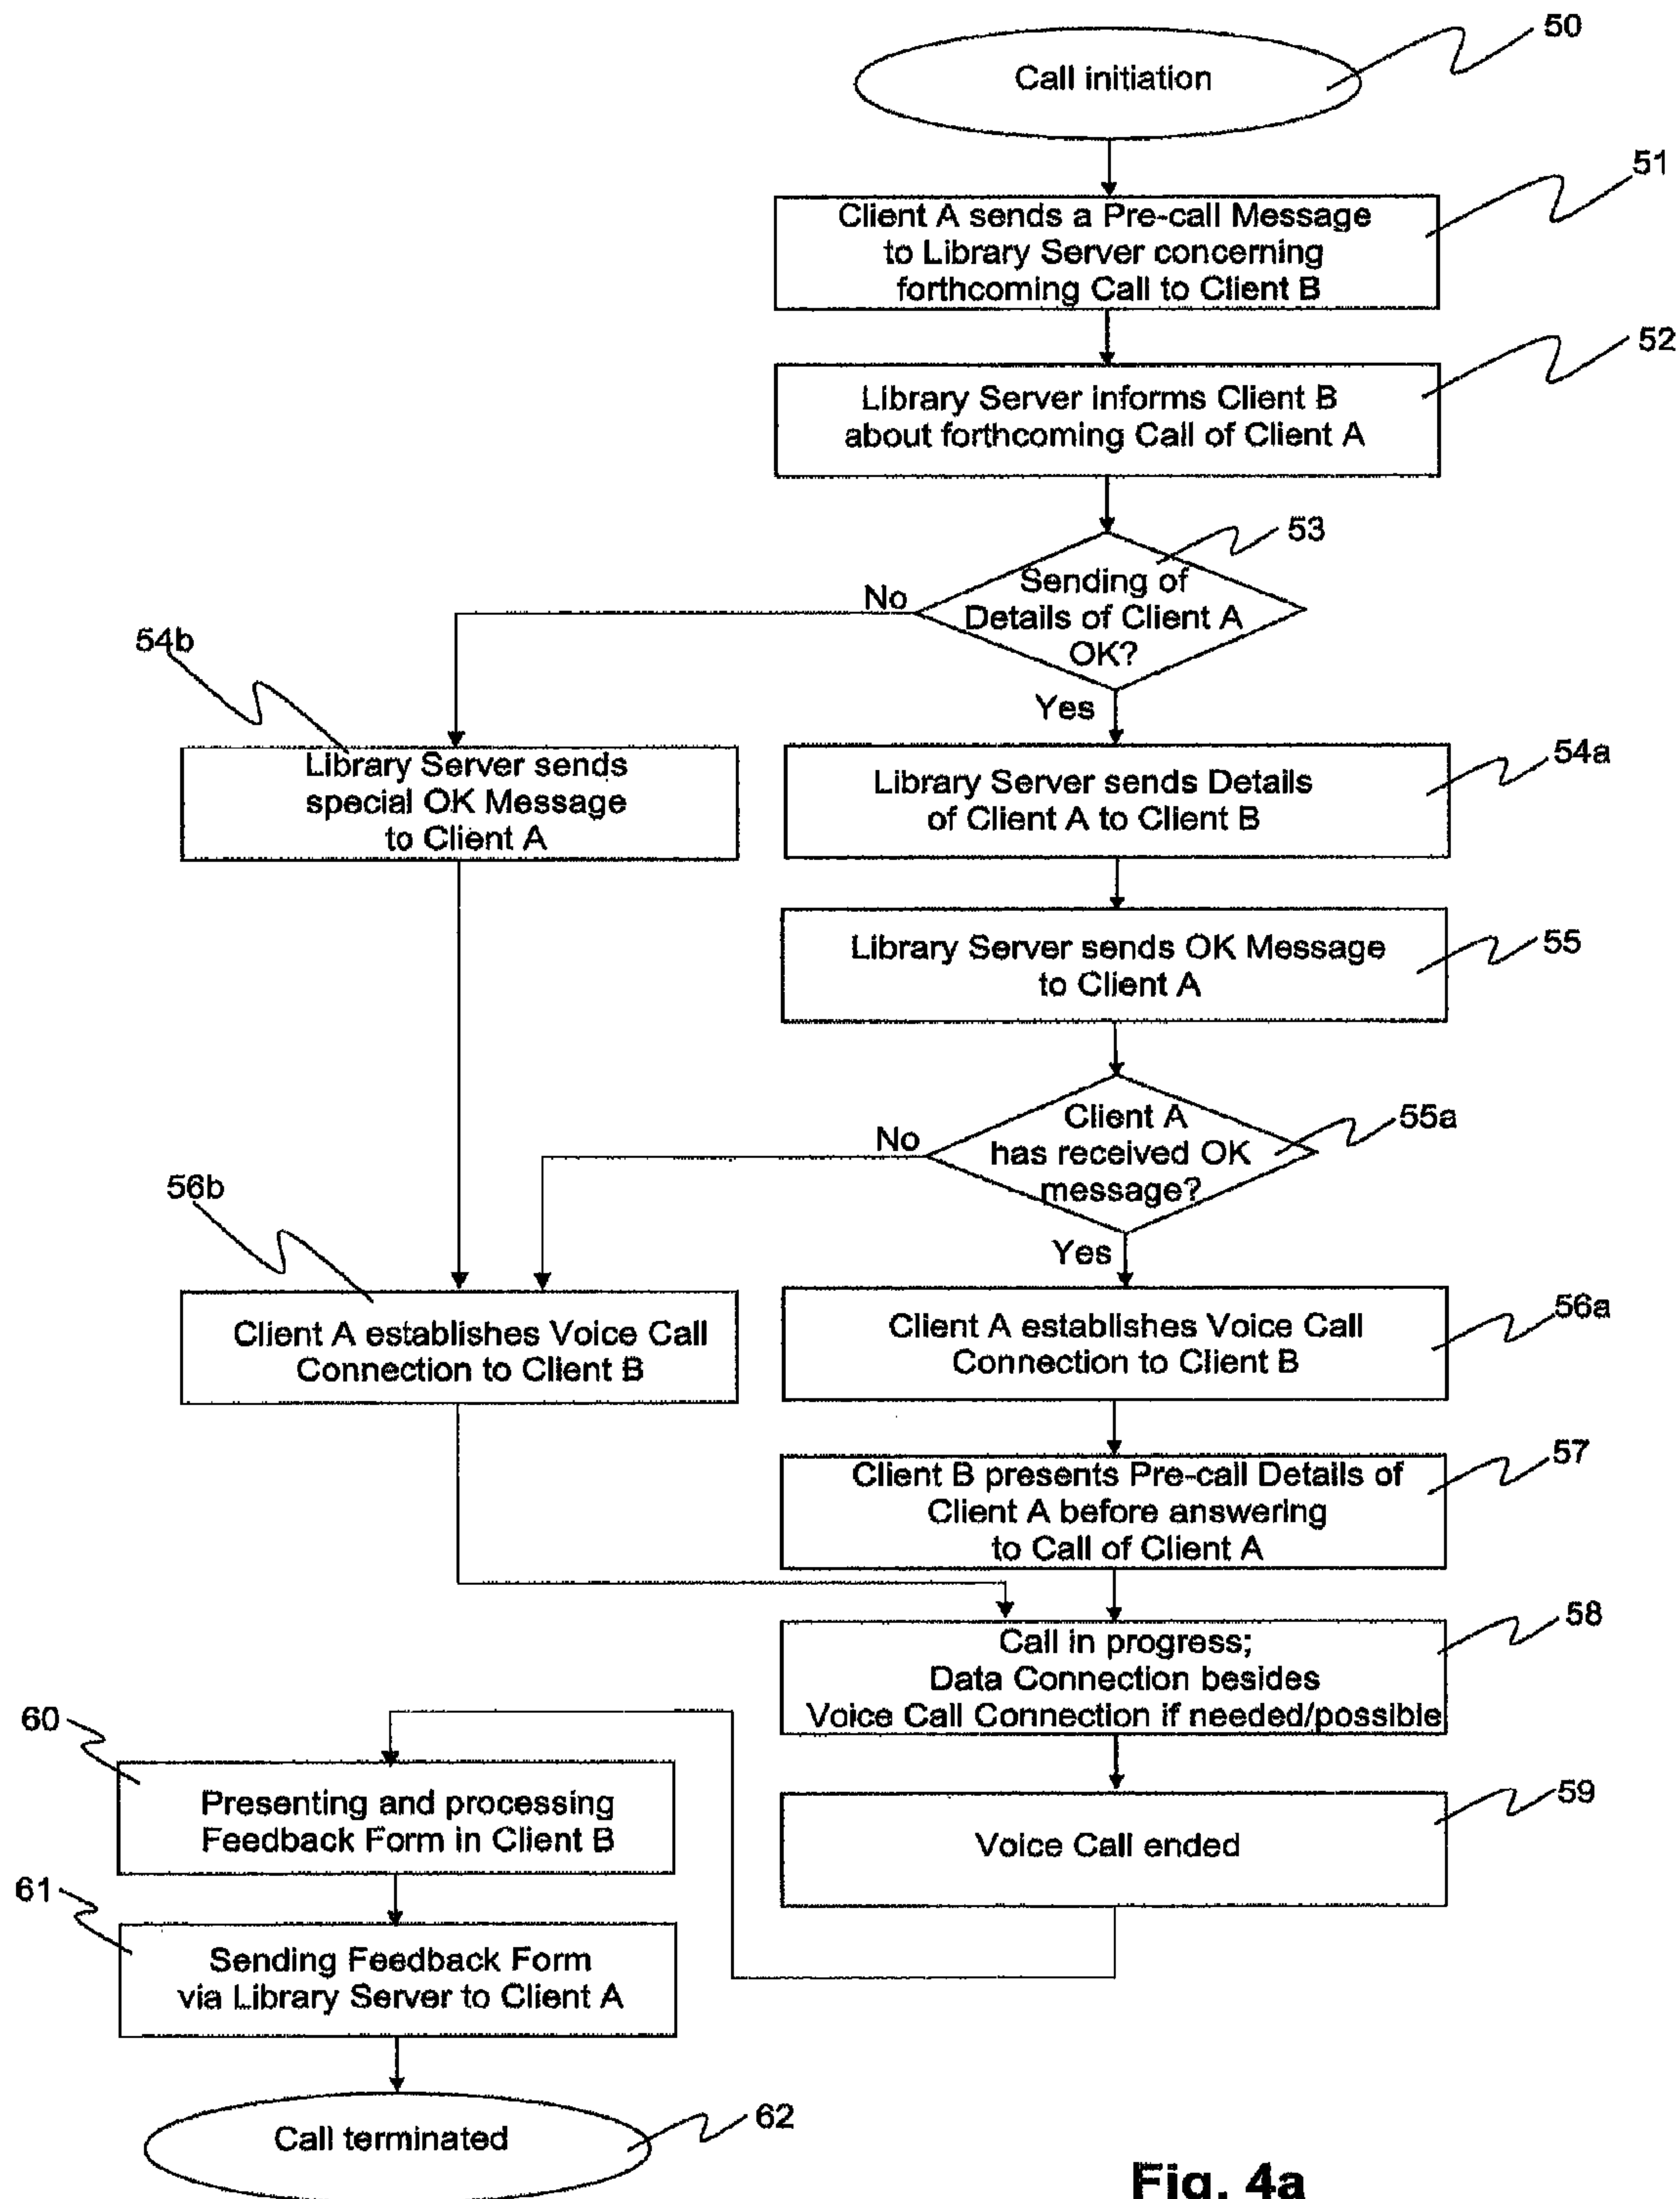 50
Call initiation
51
Client A sends a Pre-call Message
to Library Server concerning
forthcoming Call to Client B
52
Library Server informs Client B
about forthcoming Call of Client A
53
Sending of
Details of Client A
OK?
No
Yes
54b
Library Server sends
special OK Message
to Client A
54a
Library Server sends Details
of Client A to Client B
55
Library Server sends OK Message
to Client A
55a
Client A
has received OK
message?
No
Yes
56b
Client A establishes Voice Call
Connection to Client B
56a
Client A establishes Voice Call
Connection to Client B
57
Client B presents Pre-call Details of
Client A before answering
to Call of Client A
58
Call in progress;
Data Connection besides
Voice Call Connection if needed/possible
59
Voice Call ended
60
Presenting and processing
Feedback Form in Client B
61
Sending Feedback Form
via Library Server to Client A
62
Call terminated
Fig. 4a